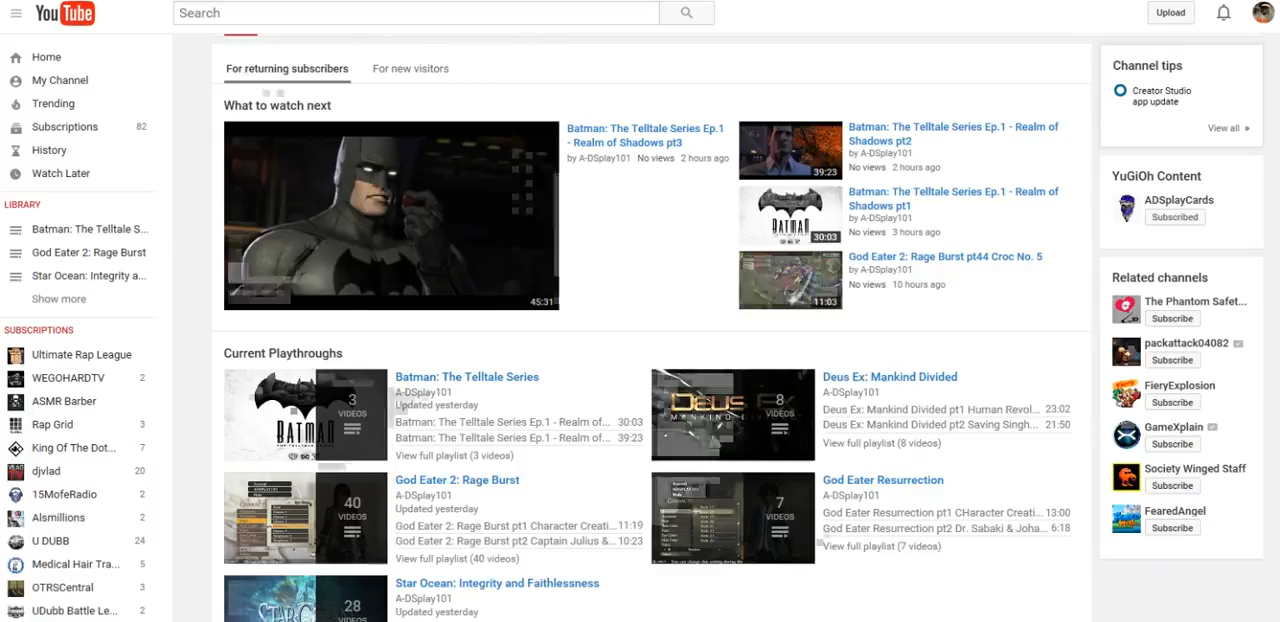 YouTube
Search
Upload
Home
My Channel
Trending
Subscriptions 82
History
Watch Later
LIBRARY
Batman: The Telltale S...
God Eater 2: Rage Burst
Star Ocean: Integrity a...
Show more
SUBSCRIPTIONS
Ultimate Rap League
WEGOHARDTV 2
ASMR Barber
Rap Grid 3
King Of The Dot... 7
djvlad 20
15MofeRadio 2
Alsmillions 2
U DUBB 24
Medical Hair Tra... 5
OTRSCentral 3
UDubb Battle Le... 2
For returning subscribers
For new visitors
What to watch next
45:31
Batman: The Telltale Series Ep.1
- Realm of Shadows pt3
by A-DSplay101 No views 2 hours ago
39:23
Batman: The Telltale Series Ep.1 - Realm of
Shadows pt2
by A-DSplay101
No views 2 hours ago
BATMAN
30:03
Batman: The Telltale Series Ep.1 - Realm of
Shadows pt1
by A-DSplay101
No views 3 hours ago
11:03
God Eater 2: Rage Burst pt44 Croc No. 5
by A-DSplay101
No views 10 hours ago
Current Playthroughs
BATMAN
3
VIDEOS
Batman: The Telltale Series
A-DSplay101
Updated yesterday
Batman: The Telltale Series Ep.1 - Realm of... 30:03
Batman: The Telltale Series Ep.1 - Realm of... 39:23
View full playlist (3 videos)
DEUS EX
MANKIND DIVIDED
8
VIDEOS
Deus Ex: Mankind Divided
A-DSplay101
Deus Ex: Mankind Divided pt1 Human Revol... 23:02
Deus Ex: Mankind Divided pt2 Saving Singh... 21:50
View full playlist (8 videos)
40
VIDEOS
God Eater 2: Rage Burst
A-DSplay101
Updated yesterday
God Eater 2: Rage Burst pt1 CHaracter Creati... 11:19
God Eater 2: Rage Burst pt2 Captain Julius &... 10:23
View full playlist (40 videos)
7
VIDEOS
God Eater Resurrection
A-DSplay101
God Eater Resurrection pt1 CHaracter Creati... 13:00
God Eater Resurrection pt2 Dr. Sabaki & Joha... 6:18
View full playlist (7 videos)
28
Star Ocean: Integrity and Faithlessness
A-DSplay101
Updated yesterday
Channel tips
Creator Studio
app update
View all »
YuGiOh Content
ADSplayCards
Subscribed
Related channels
The Phantom Safet...
Subscribe
packattack04082
Subscribe
FieryExplosion
Subscribe
GameXplain
Subscribe
Society Winged Staff
Subscribe
FearedAngel
Subscribe